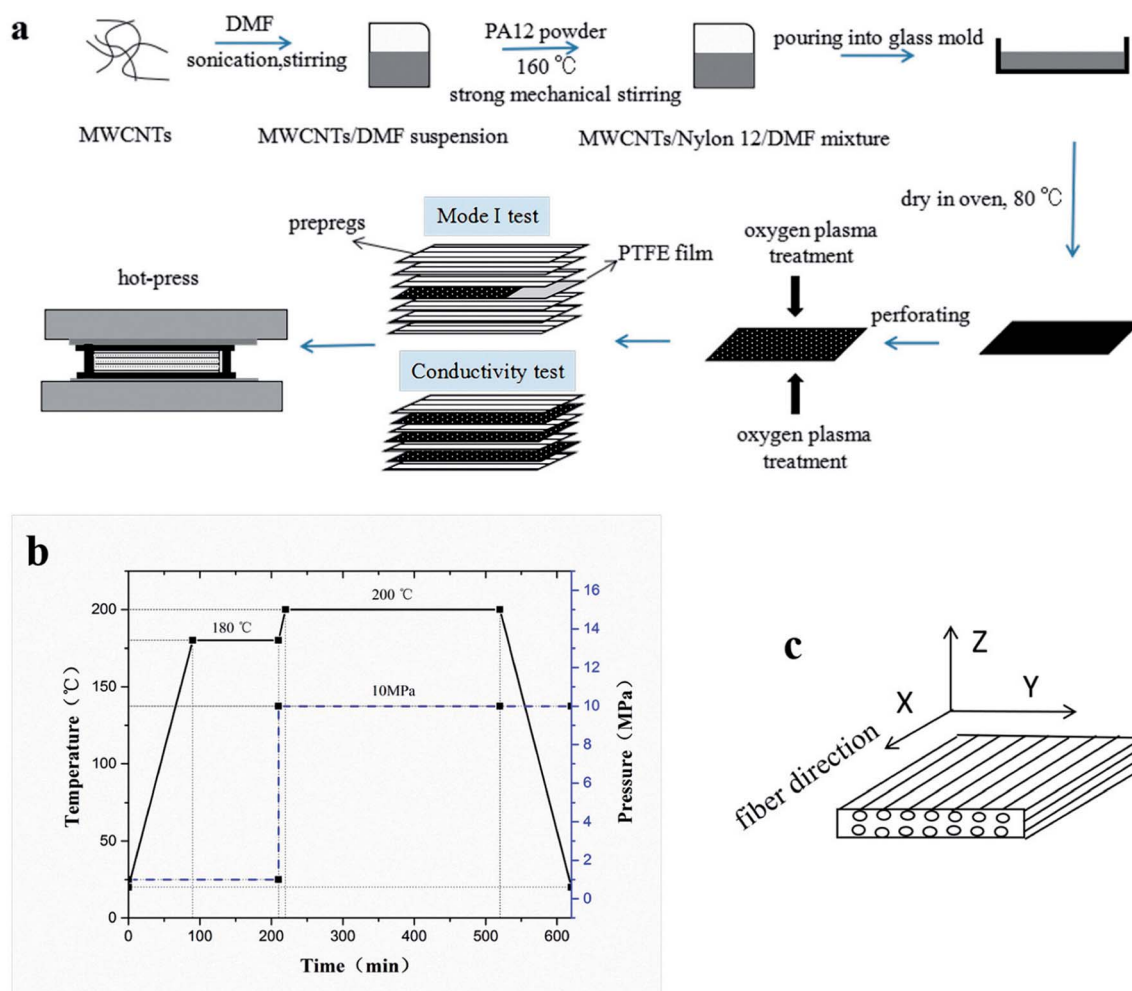 a
DMF
sonication,stirring
PA12 powder
160 ℃
strong mechanical stirring
pouring into glass mold
MWCNTs
MWCNTs/DMF suspension
MWCNTs/Nylon 12/DMF mixture
dry in oven, 80 ℃
hot-press
prepregs
Mode I test
PTFE film
Conductivity test
oxygen plasma
treatment
perforating
oxygen plasma
treatment
b
Temperature（℃）
200
150
100
50
0
180 ℃
200 ℃
10MPa
16
14
12
10
8
6
4
2
0
Pressure（MPa）
0
100
200
300
400
500
600
Time（min）
c
Z
Y
X
fiber direction